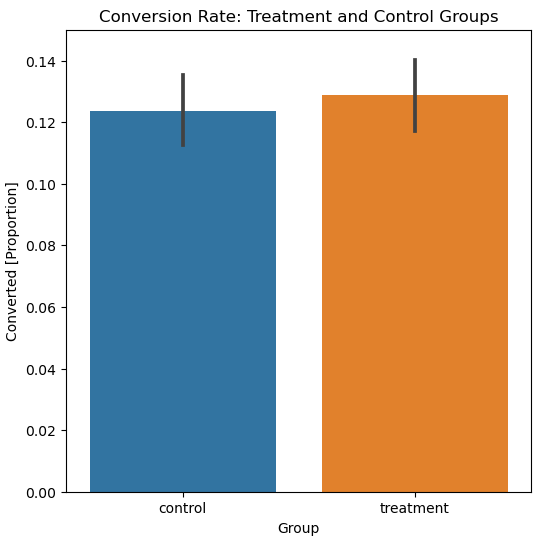 Conversion Rate: Treatment and Control Groups
0.14
0.12
0.10
0.08
0.06
0.04
0.02
0.00
Converted [Proportion]
control
treatment
Group